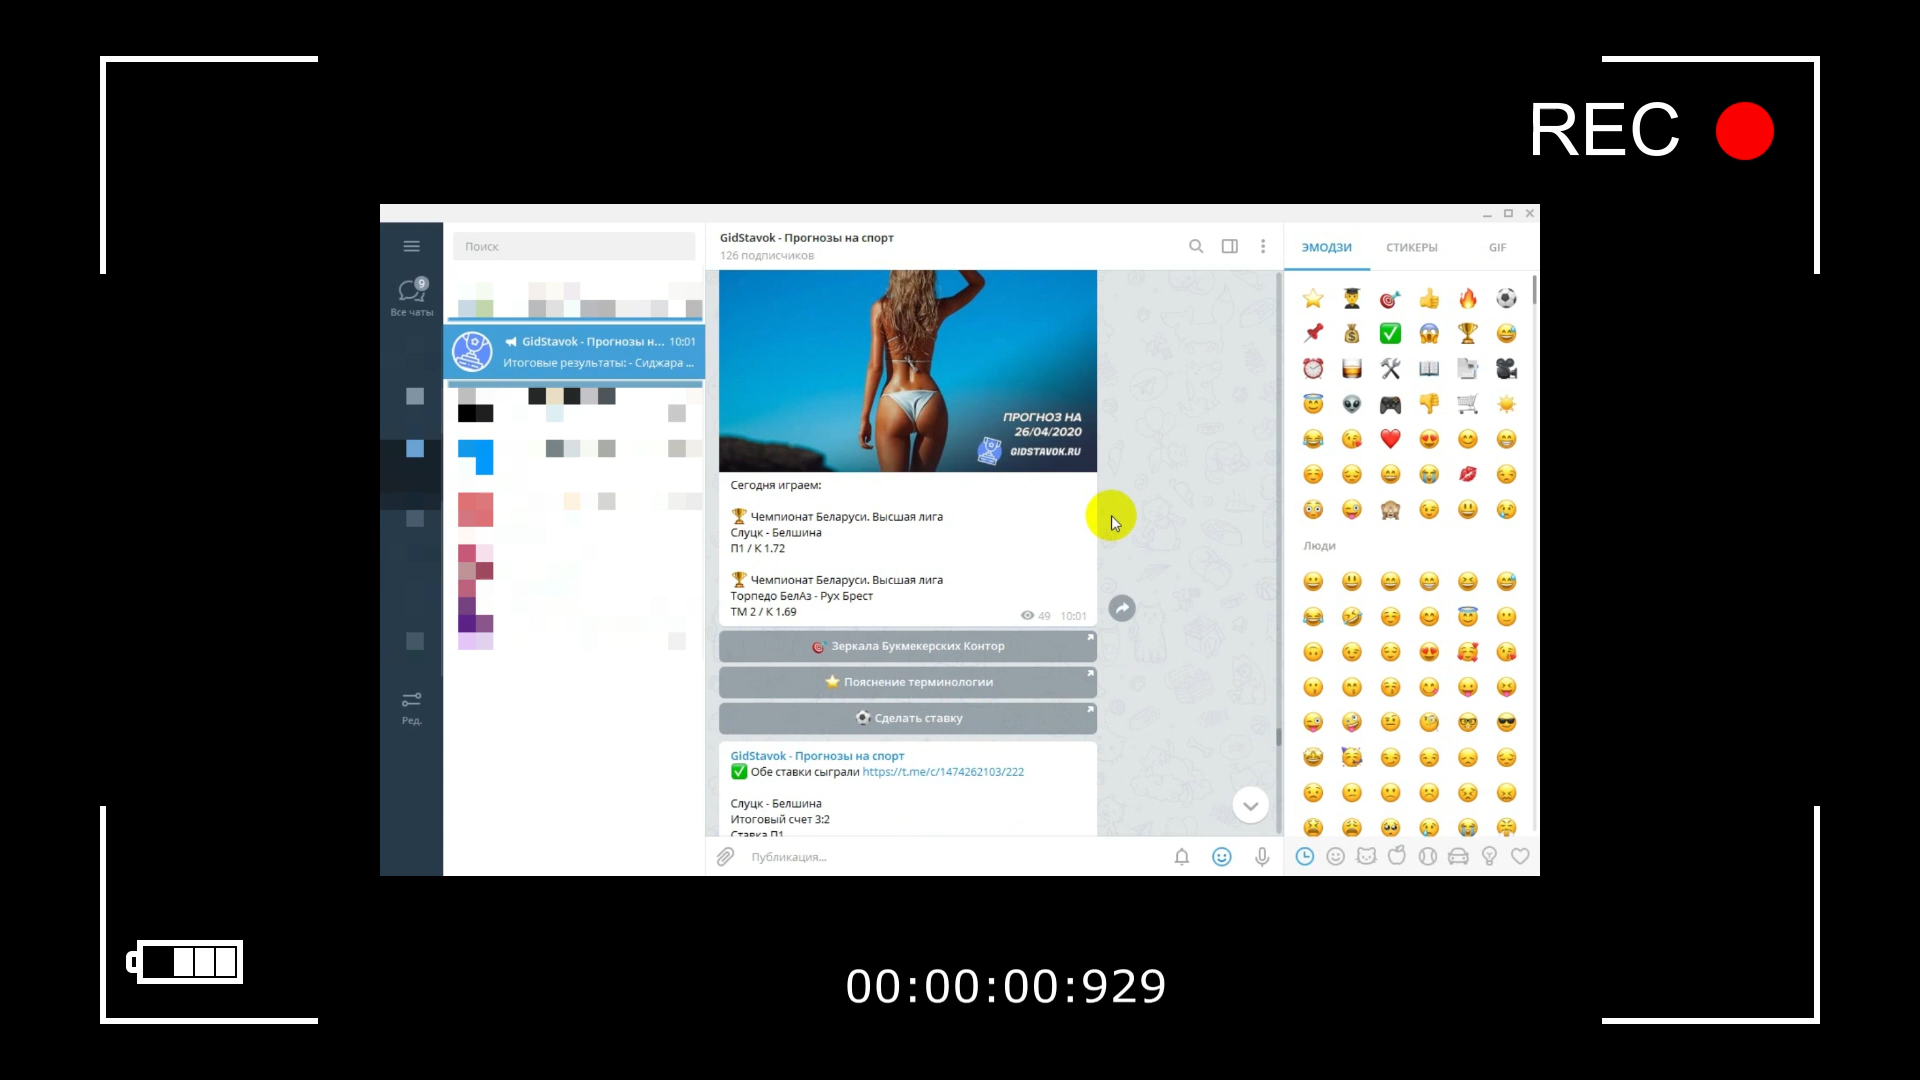 REC
Поиск
GidStavok - Прогнозы на спорт
126 подписчиков
ЭМОДЗИ
СТИКЕРЫ
GIF
9
Все чаты
GidStavok - Прогнозы н... 10:01
Итоговые результаты: - Сиджара ...
ПРОГНОЗ НА
26/04/2020
GIDSTAVOK.RU
Сегодня играем:
Чемпионат Беларуси. Высшая лига
Слуцк - Белшина
П1 / К 1.72
Чемпионат Беларуси. Высшая лига
Торпедо БелАз - Рух Брест
ТМ 2 / К 1.69
49 10:01
Люди
Зеркала Букмекерских Контор
Пояснение терминологии
Сделать ставку
Ред.
GidStavok - Прогнозы на спорт
Обе ставки сыграли https://t.me/c/1474262103/222
Слуцк - Белшина
Итоговый счет 3:2
Ставка П1
Публикация...
00:00:00:929